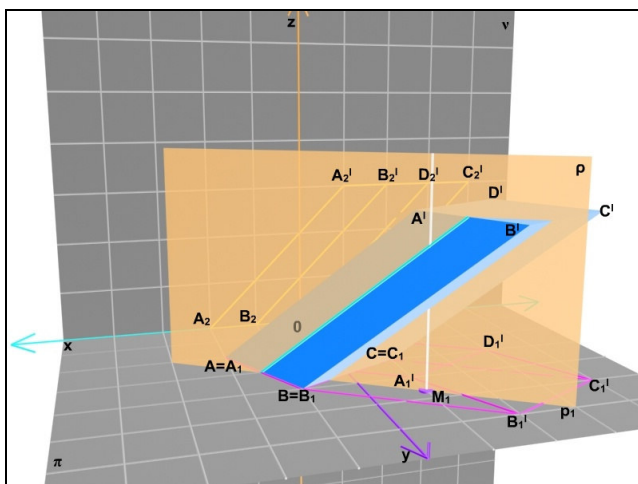 z
ν
ρ
A₂ᴵ B₂ᴵ D₂ᴵ C₂ᴵ
Dᴵ
Aᴵ
Cᴵ
Bᴵ
A₂ B₂ 0
x
D₁ᴵ
C=C₁
A=A₁
A₁ᴵ
C₁ᴵ
B=B₁
M₁
p₁
B₁ᴵ
y
π